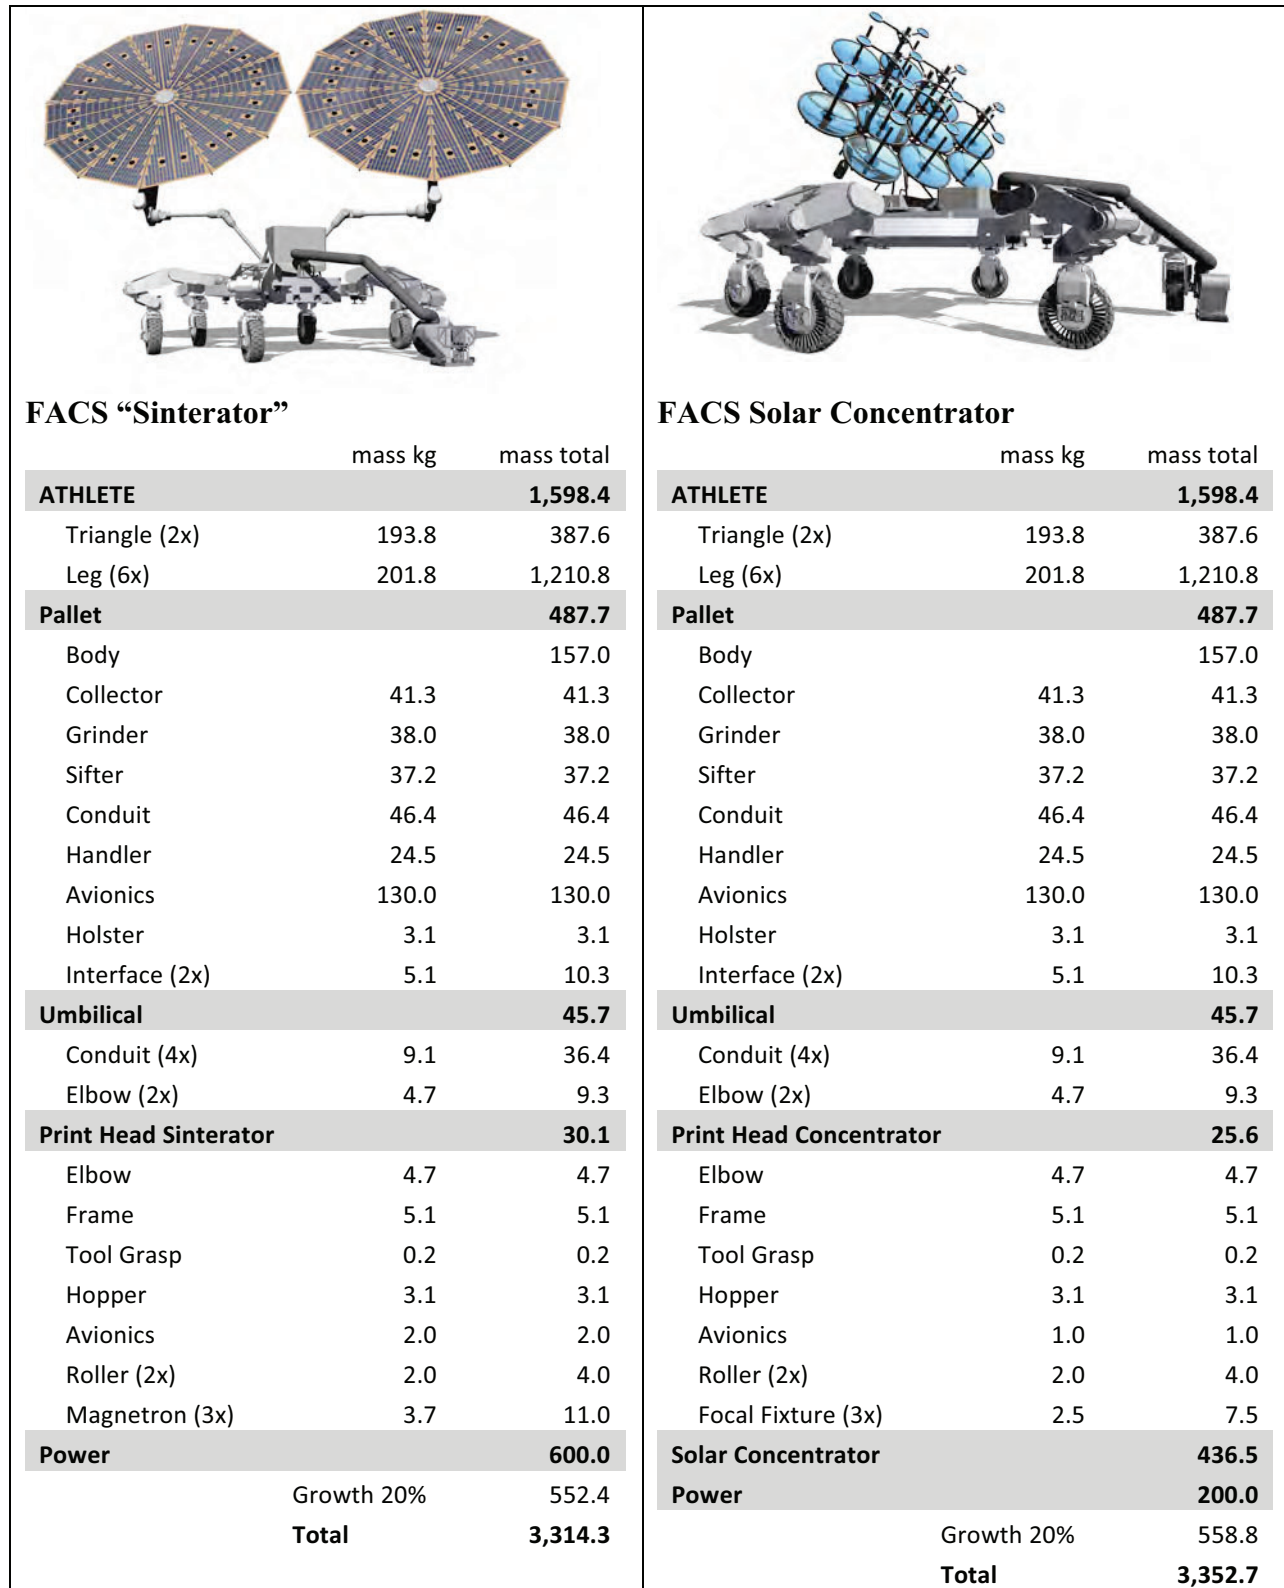 FACS “Sinterator”
mass kg mass total
ATHLETE 1,598.4
Triangle (2x) 193.8 387.6
Leg (6x) 201.8 1,210.8
Pallet 487.7
Body 157.0
Collector 41.3 41.3
Grinder 38.0 38.0
Sifter 37.2 37.2
Conduit 46.4 46.4
Handler 24.5 24.5
Avionics 130.0 130.0
Holster 3.1 3.1
Interface (2x) 5.1 10.3
Umbilical 45.7
Conduit (4x) 9.1 36.4
Elbow (2x) 4.7 9.3
Print Head Sinterator 30.1
Elbow 4.7 4.7
Frame 5.1 5.1
Tool Grasp 0.2 0.2
Hopper 3.1 3.1
Avionics 2.0 2.0
Roller (2x) 2.0 4.0
Magnetron (3x) 3.7 11.0
Power 600.0
Growth 20% 552.4
Total 3,314.3
FACS Solar Concentrator
mass kg mass total
ATHLETE 1,598.4
Triangle (2x) 193.8 387.6
Leg (6x) 201.8 1,210.8
Pallet 487.7
Body 157.0
Collector 41.3 41.3
Grinder 38.0 38.0
Sifter 37.2 37.2
Conduit 46.4 46.4
Handler 24.5 24.5
Avionics 130.0 130.0
Holster 3.1 3.1
Interface (2x) 5.1 10.3
Umbilical 45.7
Conduit (4x) 9.1 36.4
Elbow (2x) 4.7 9.3
Print Head Concentrator 25.6
Elbow 4.7 4.7
Frame 5.1 5.1
Tool Grasp 0.2 0.2
Hopper 3.1 3.1
Avionics 1.0 1.0
Roller (2x) 2.0 4.0
Focal Fixture (3x) 2.5 7.5
Solar Concentrator 436.5
Power 200.0
Growth 20% 558.8
Total 3,352.7